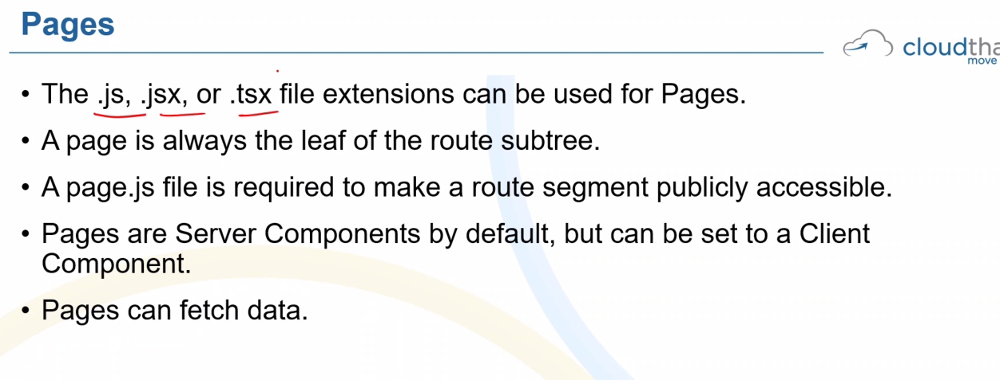 Pages
cloudtha
move
• The .js, .jsx, or .tsx file extensions can be used for Pages.
• A page is always the leaf of the route subtree.
• A page.js file is required to make a route segment publicly accessible.
• Pages are Server Components by default, but can be set to a Client
Component.
• Pages can fetch data.